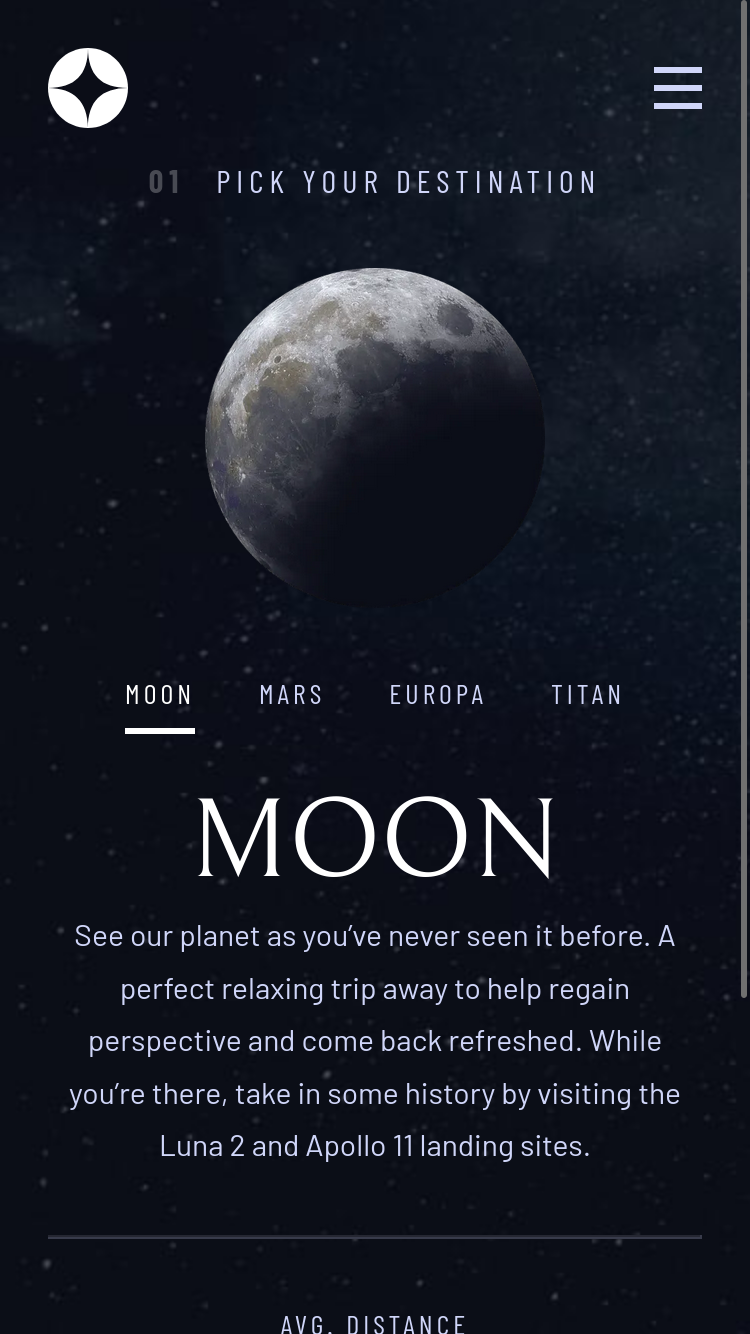 01 PICK YOUR DESTINATION
MOON MARS EUROPA TITAN
MOON
See our planet as you’ve never seen it before. A
perfect relaxing trip away to help regain
perspective and come back refreshed. While
you’re there, take in some history by visiting the
Luna 2 and Apollo 11 landing sites.
AVG. DISTANCE